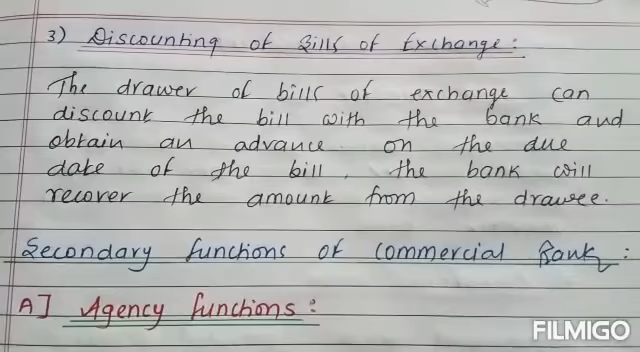 3) Discounting of Bills of Exchange:
The drawer of bills of exchange can
discount the bill with the bank and
obtain an advance on the due
date of the bill, the bank will
recover the amount from the drawee.
Secondary functions of Commercial Bank:
A] Agency functions:
FILMIGO